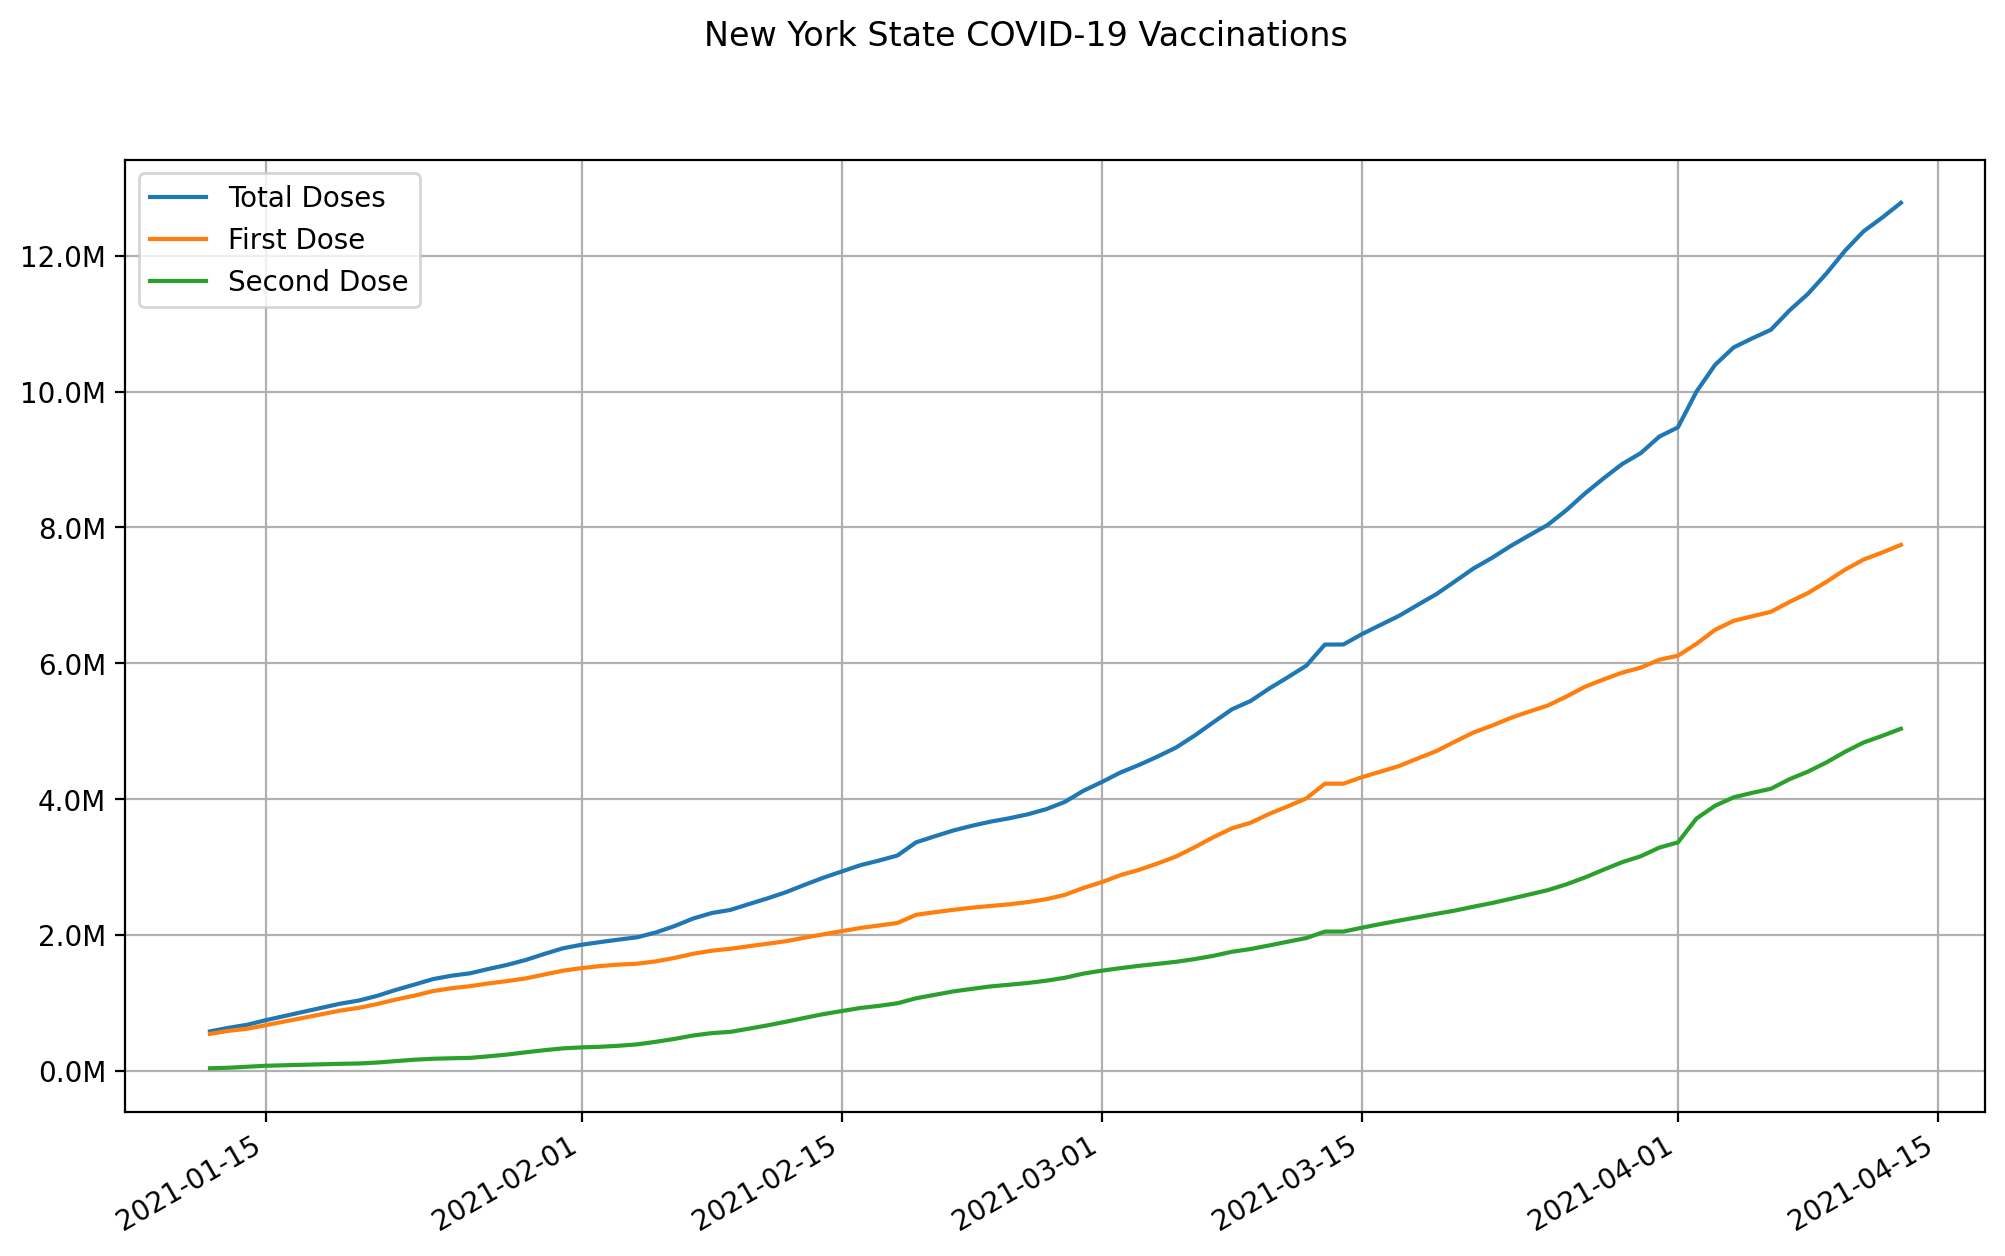 New York State COVID-19 Vaccinations
Total Doses
First Dose
Second Dose
12.0M
10.0M
8.0M
6.0M
4.0M
2.0M
0.0M
2021-01-15
2021-02-01
2021-02-15
2021-03-01
2021-03-15
2021-04-01
2021-04-15